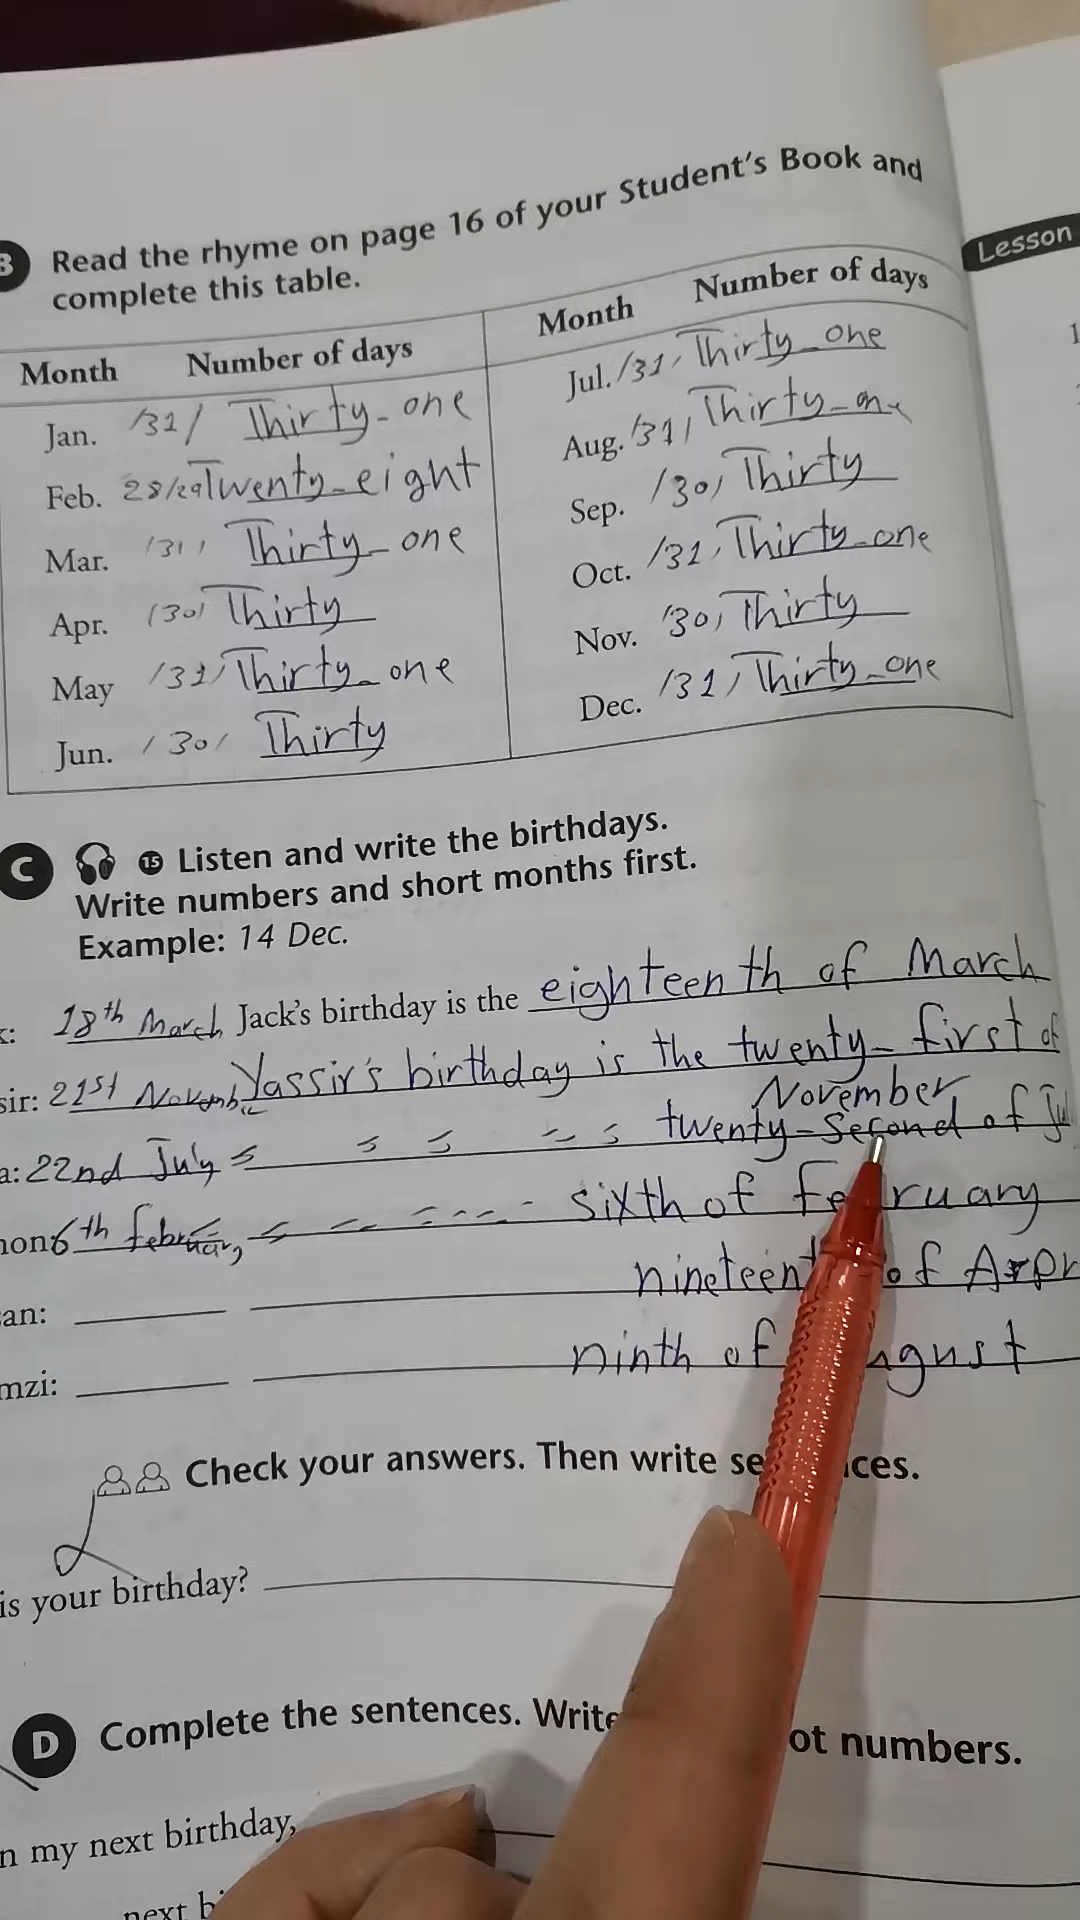 B Read the rhyme on page 16 of your Student's Book and
complete this table.
Lesson
Month Number of days Month Number of days
Jan. /31/ Thirty-one
Feb. 28/29 Twenty-eight
Mar. /31/ Thirty-one
Apr. /30/ Thirty
May /31/ Thirty-one
Jun. /30/ Thirty
Jul. /31/ Thirty-one
Aug. /31/ Thirty-one
Sep. /30/ Thirty
Oct. /31/ Thirty-one
Nov. /30/ Thirty
Dec. /31/ Thirty-one
C 15 Listen and write the birthdays.
Write numbers and short months first.
Example: 14 Dec.
18th March Jack's birthday is the eighteenth of March
sir: 21st Yassir's birthday is the twenty-first of
November
a: 22nd July twenty-second of
6th sixth of
an: nineteen of
mzi: ninth of
Check your answers. Then write
is your birthday?
D Complete the sentences. Write ot numbers.
n my next birthday,
next